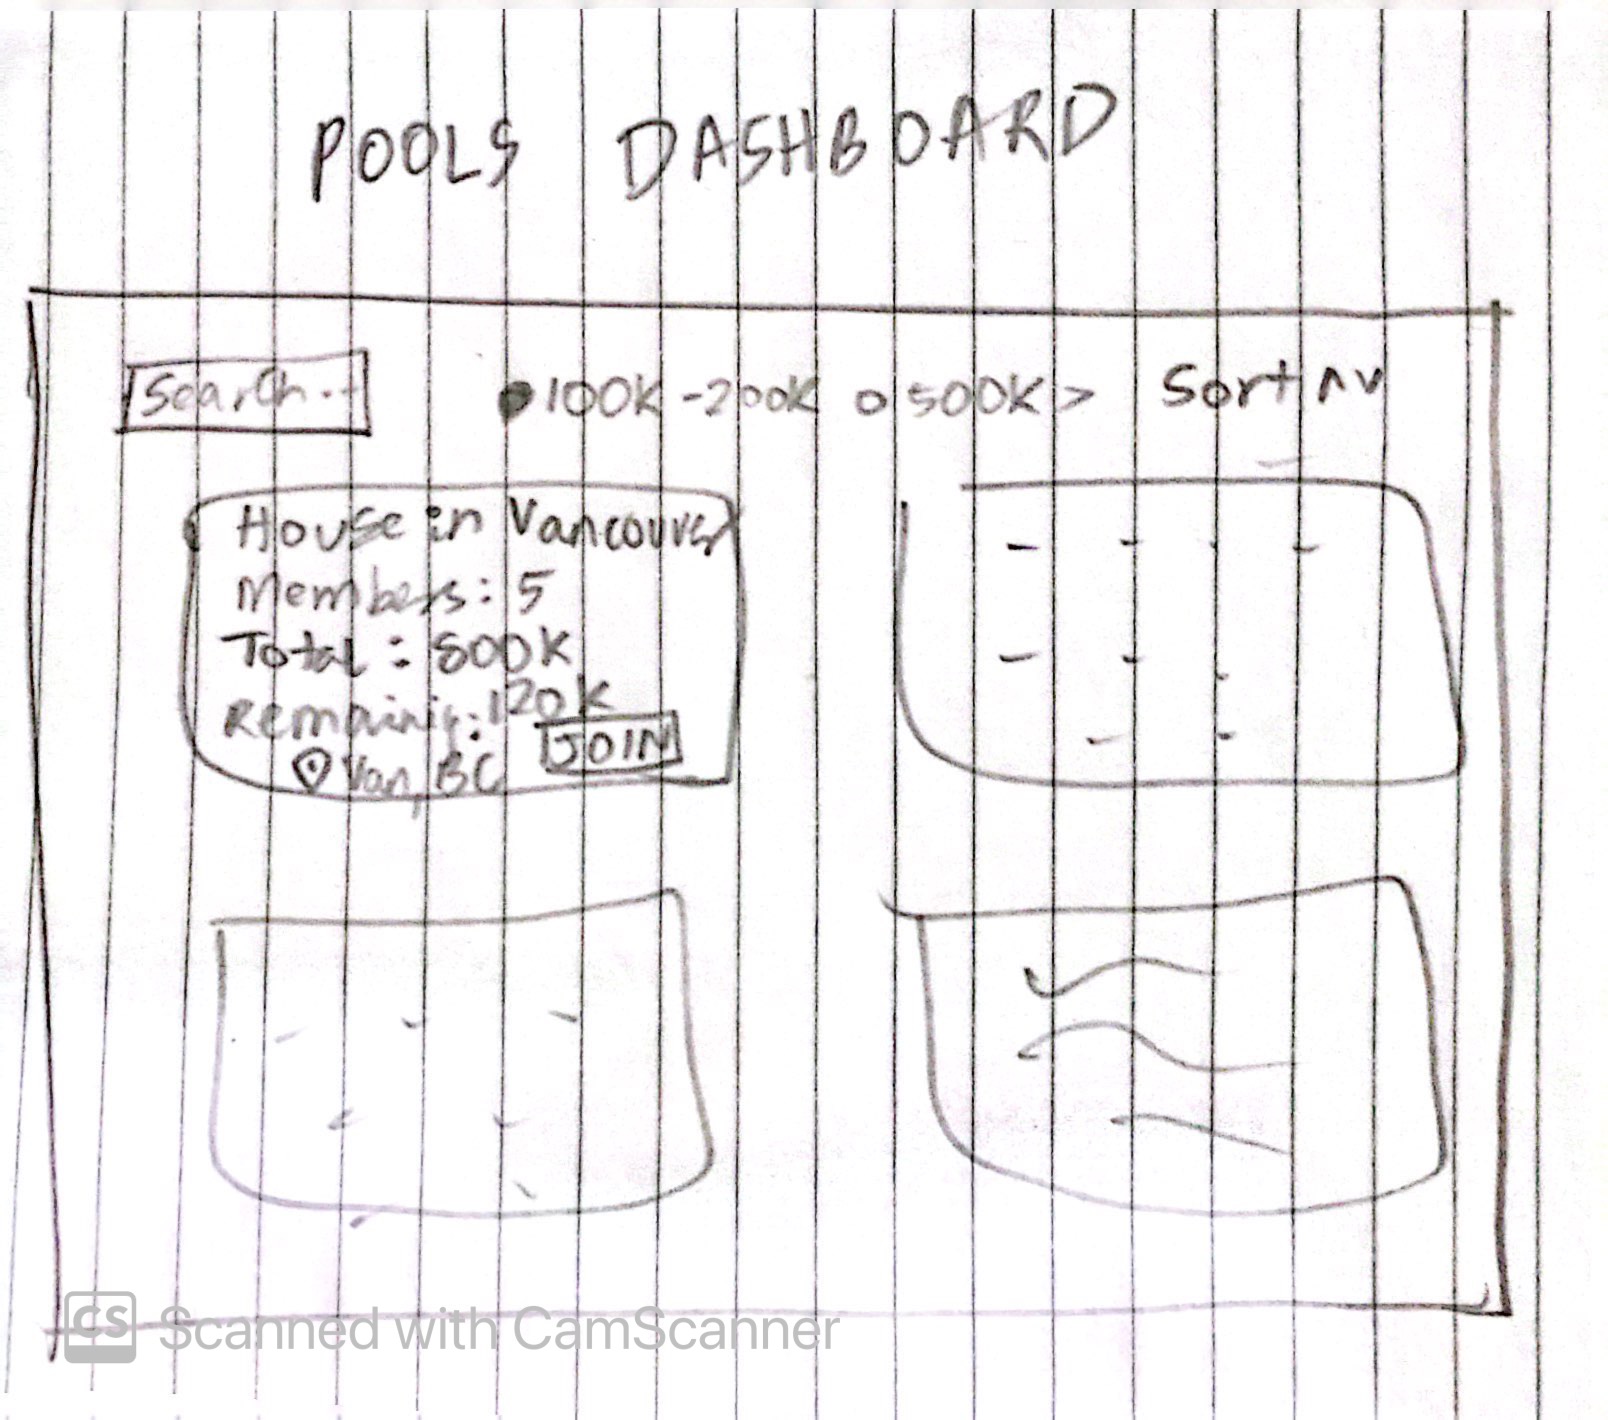 POOLS DASHBOARD
Search..
100K-200K 500K> Sort ^v
House in Vancouver
Members: 5
Total: 800K
Remaining: 120K
JOIN
Van, BC
CS Scanned with CamScanner